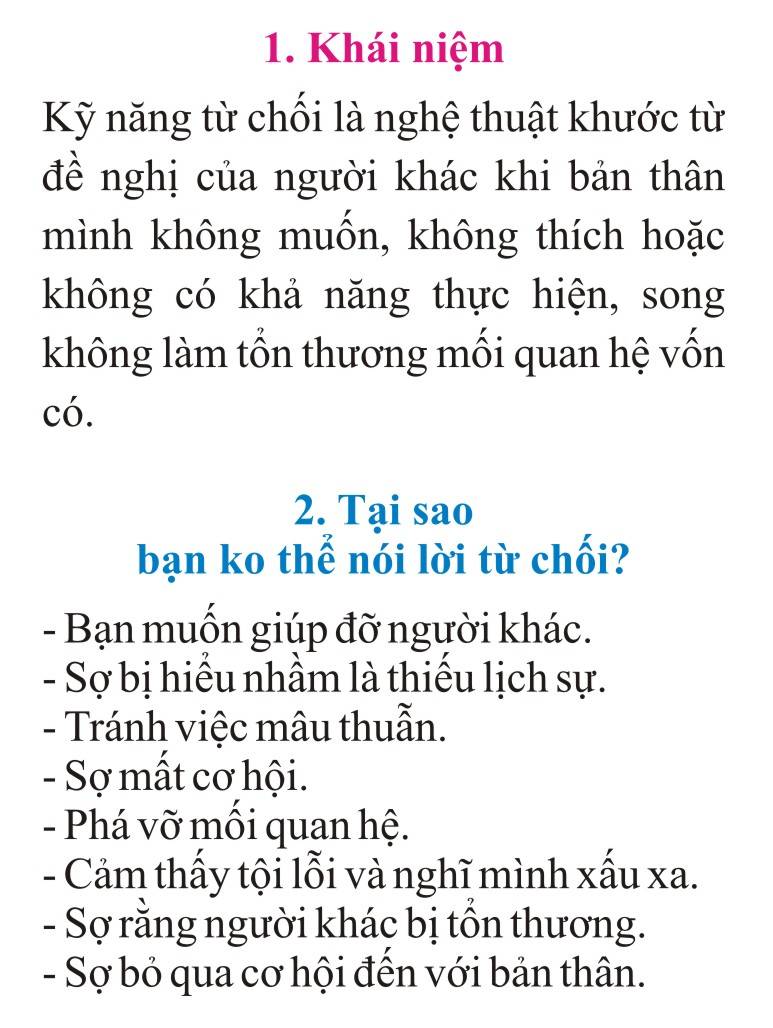 1. Khái niệm
Kỹ năng từ chối là nghệ thuật khước từ
đề nghị của người khác khi bản thân
mình không muốn, không thích hoặc
không có khả năng thực hiện, song
không làm tổn thương mối quan hệ vốn
có.
2. Tại sao
bạn ko thể nói lời từ chối?
- Bạn muốn giúp đỡ người khác.
- Sợ bị hiểu nhầm là thiếu lịch sự.
- Tránh việc mâu thuẫn.
- Sợ mất cơ hội.
- Phá vỡ mối quan hệ.
- Cảm thấy tội lỗi và nghĩ mình xấu xa.
- Sợ rằng người khác bị tổn thương.
- Sợ bỏ qua cơ hội đến với bản thân.